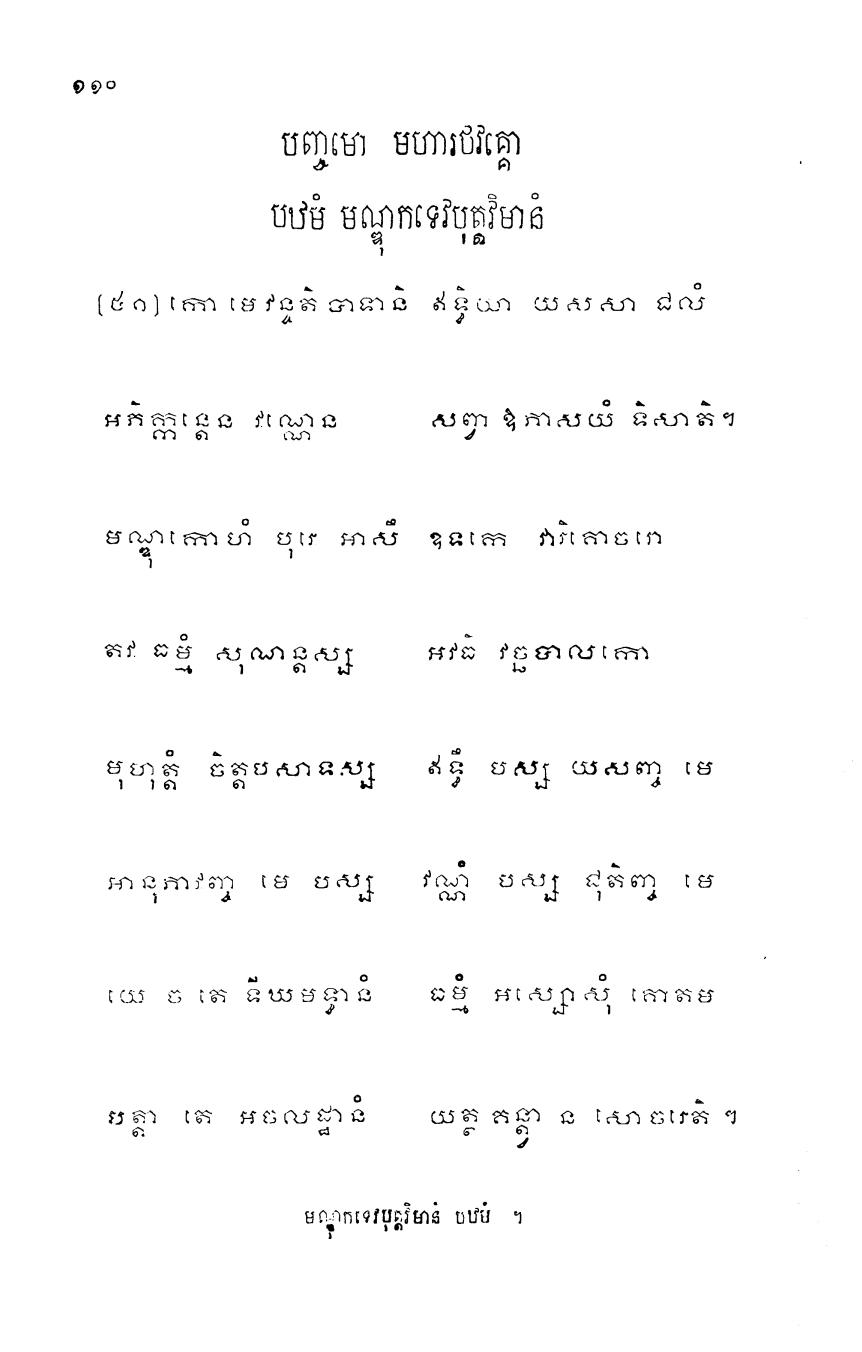 ១១០
បញ្ចមោ មហារថវគ្គោ
បឋមំ មណ្ឌុកទេវបុត្តវិមានំ
[៥១] កោ មេ វន្ទតិ បាទានិ ឥទ្ធិយា យសសា ជលំ
អភិក្កន្តេន វណ្ណេន សព្វា ឱភាសយំ ទិសាតិ។
មណ្ឌុកោហំ បុរេ អាសឹ ឧទកេ វារិគោចរោ
តវ ធម្មំ សុណន្តស្ស អវធិ វច្ឆបាលកោ
មុហុត្តំ ចិត្តបសាទស្ស ឥទ្ធឹ បស្ស យសញ្ច មេ
អានុភាវញ្ច មេ បស្ស វណ្ណំ បស្ស ជុតិញ្ច មេ
យេ ច តេ ទីឃមទ្ធានំ ធម្មំ អស្សោសុំ គោតម
បត្តា តេ អចលដ្ឋានំ យត្ថ គន្ត្វា ន សោចរេតិ ។
មណ្ឌុកទេវបុត្តវិមានំ បឋមំ ។